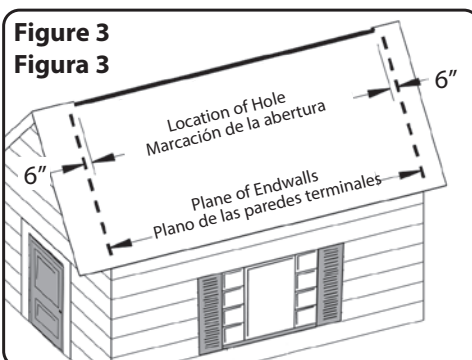 Figure 3
Figura 3
6”
Location of Hole
Marcación de la abertura
6”
Plane of Endwalls
Plano de las paredes terminales